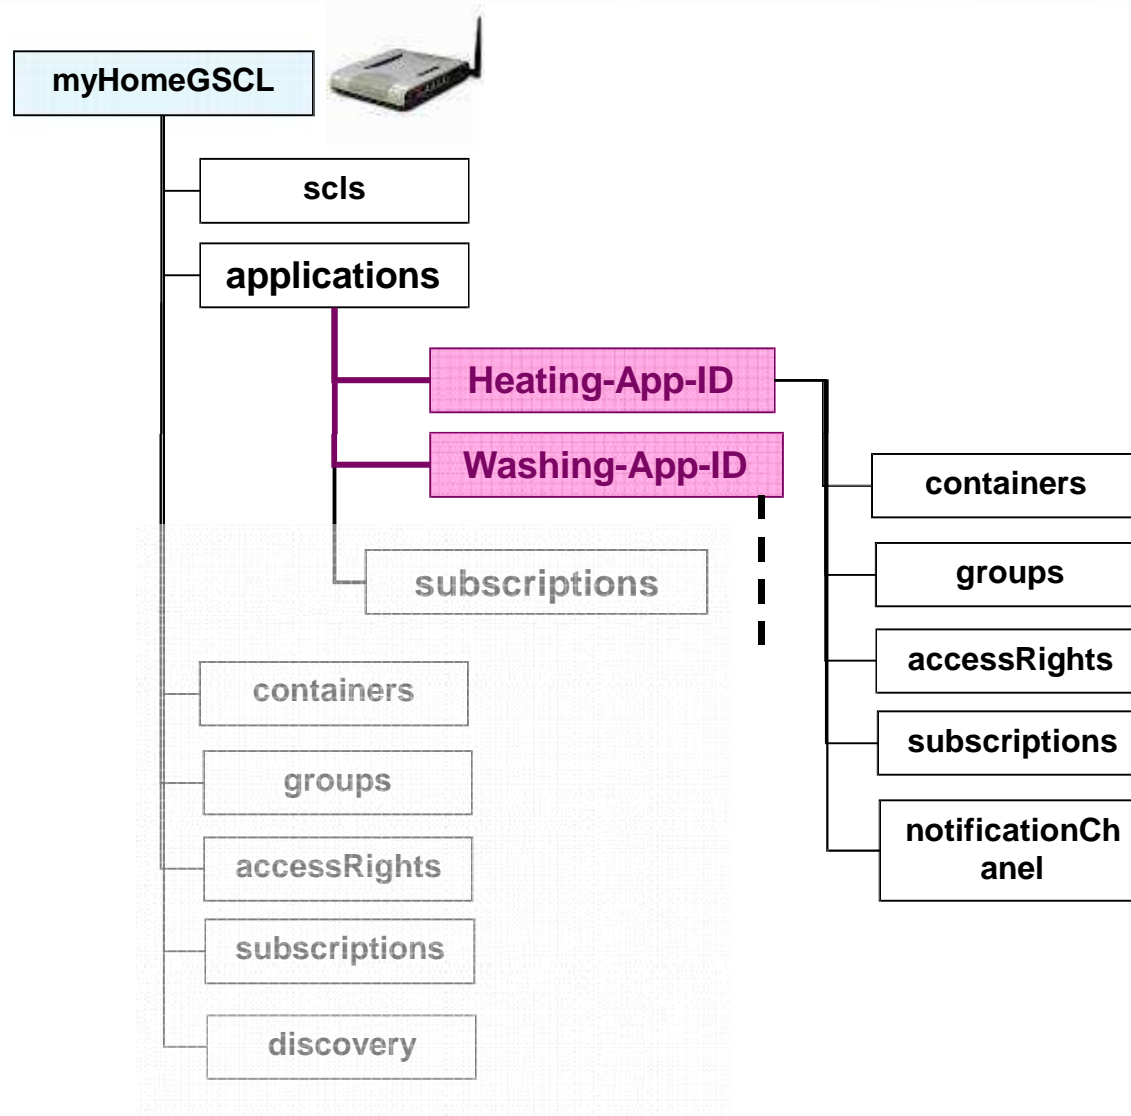 myHomeGSCL
scls
applications
Heating-App-ID
Washing-App-ID
subscriptions
containers
groups
accessRights
subscriptions
discovery
containers
groups
accessRights
subscriptions
notificationCh
anel